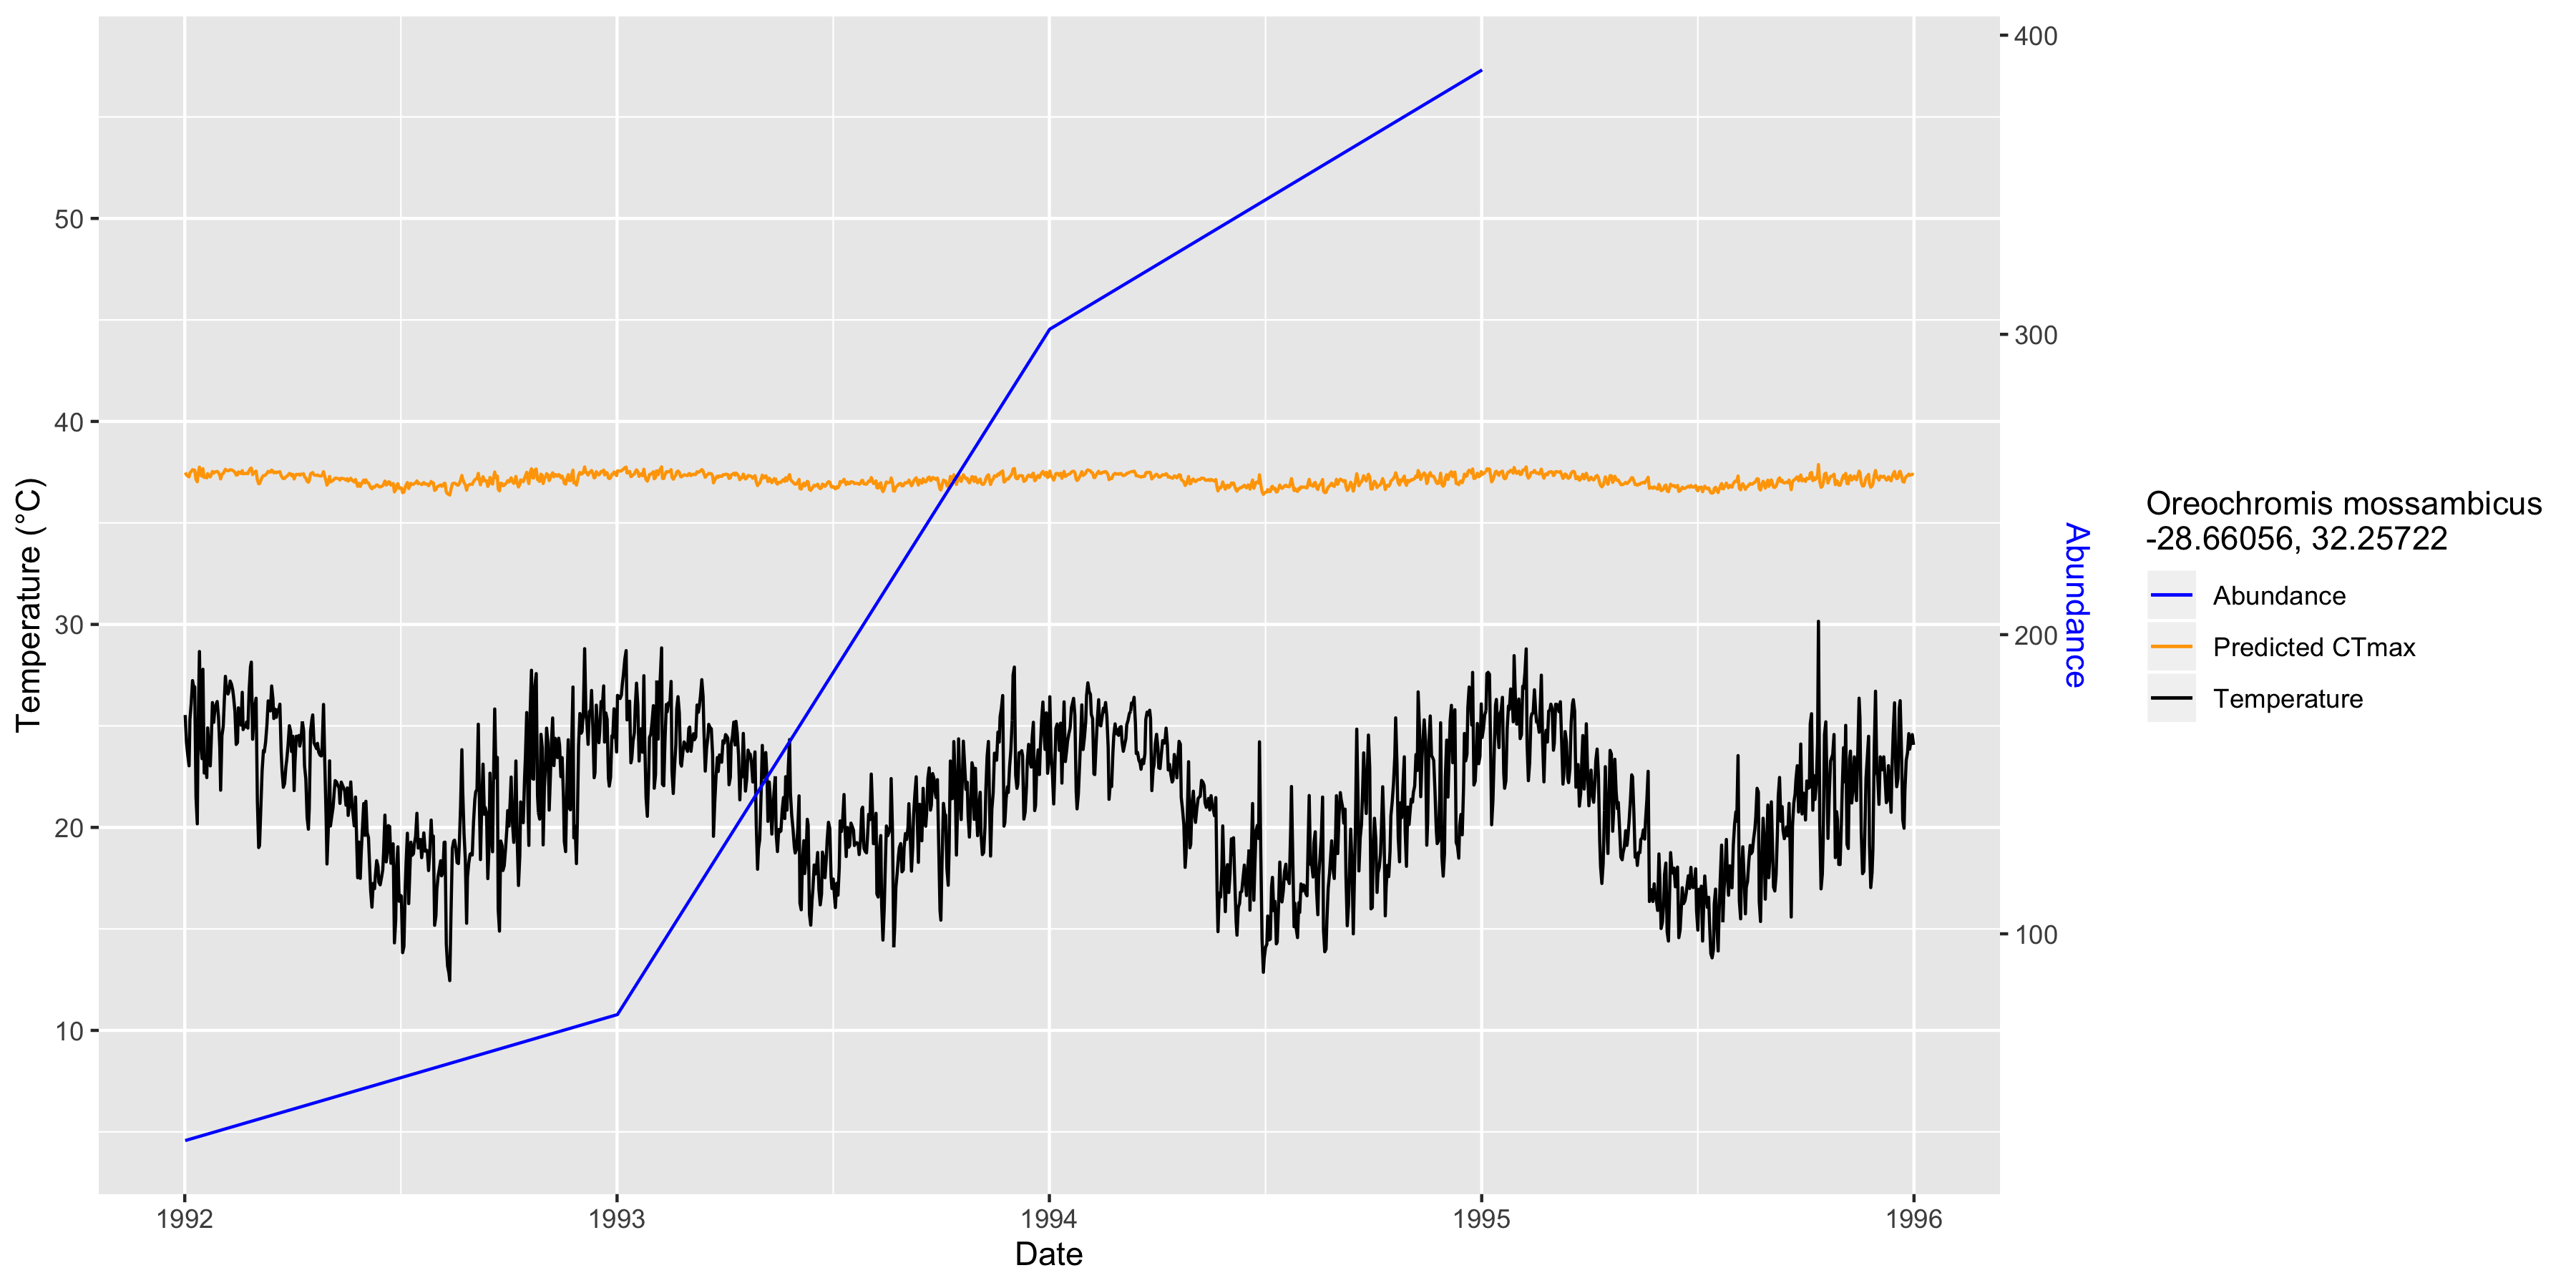 Temperature (°C)
50
40
30
20
10
1992
1993
1994
1995
1996
Date
400
300
200
100
Abundance
Oreochromis mossambicus
-28.66056, 32.25722
Abundance
Predicted CTmax
Temperature